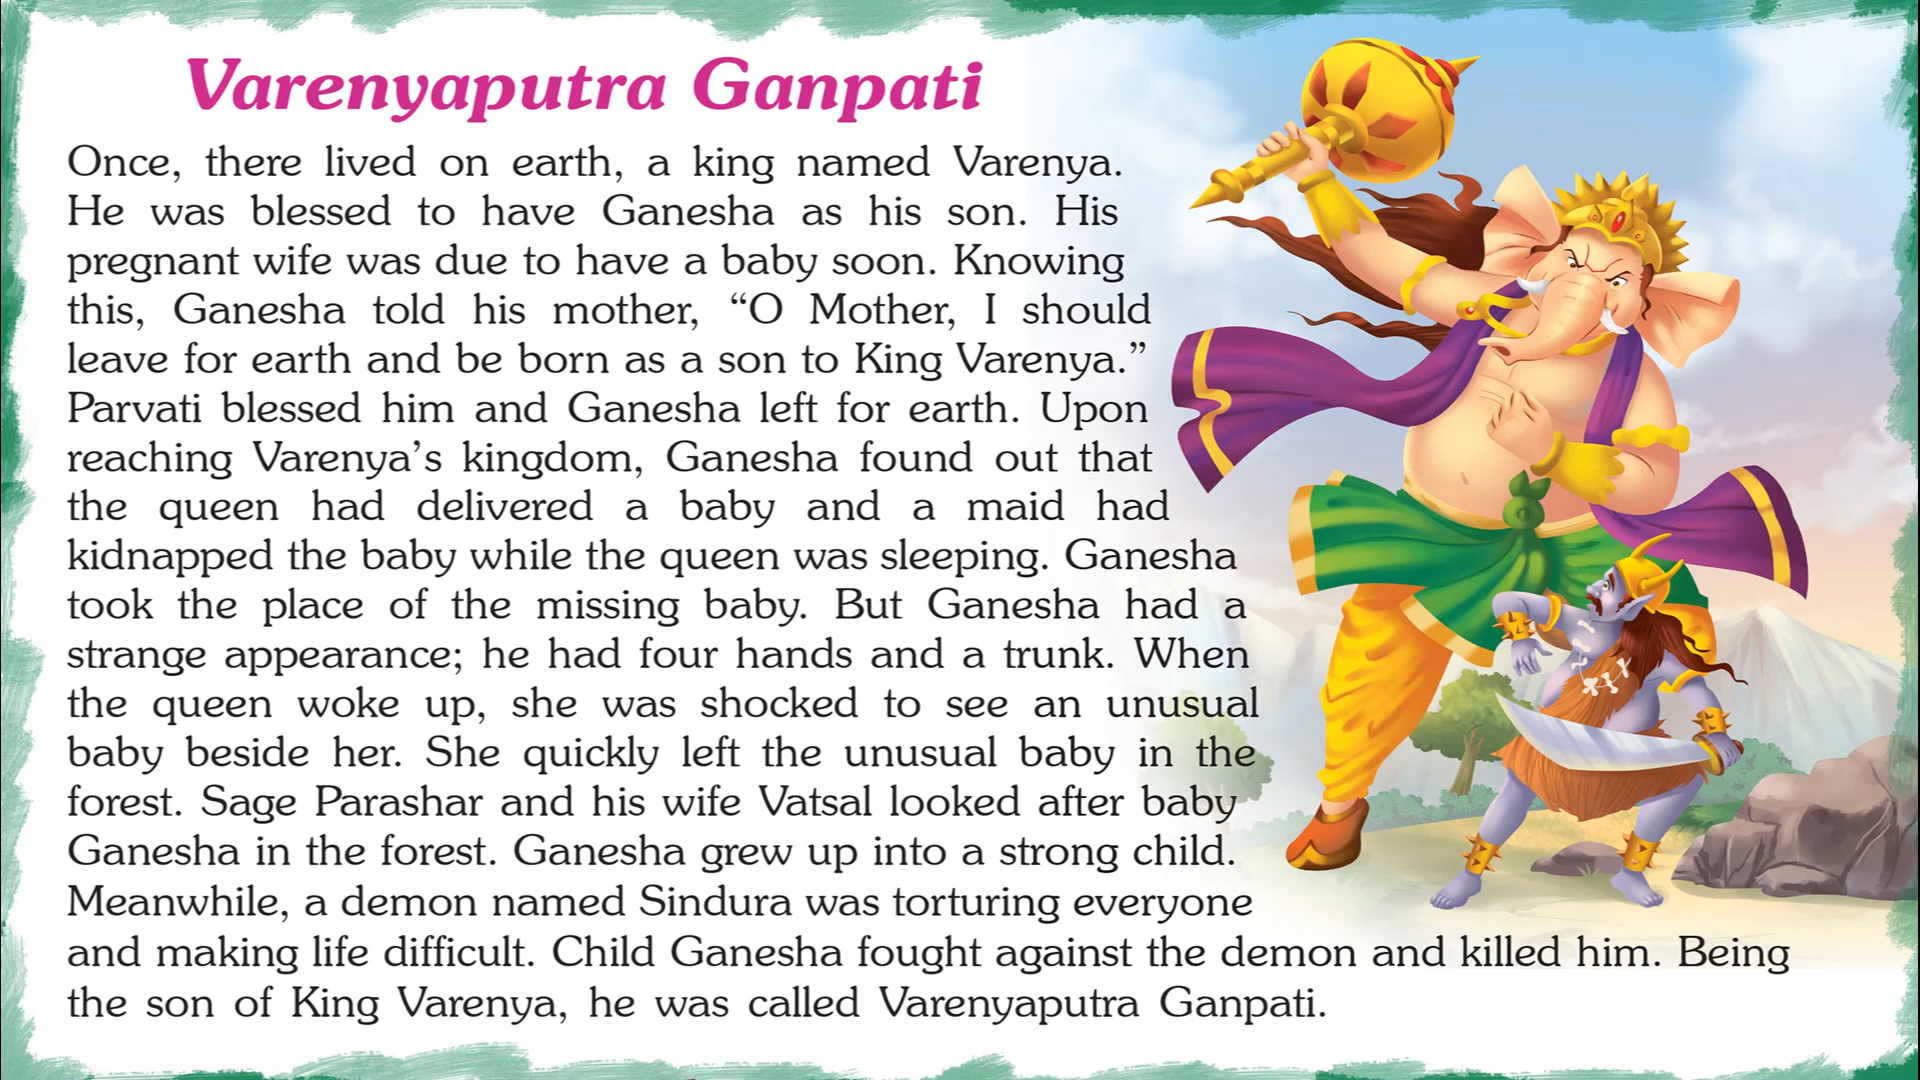 Varenyaputra Ganpati
Once, there lived on earth, a king named Varenya.
He was blessed to have Ganesha as his son. His
pregnant wife was due to have a baby soon. Knowing
this, Ganesha told his mother, “O Mother, I should
leave for earth and be born as a son to King Varenya.”
Parvati blessed him and Ganesha left for earth. Upon
reaching Varenya’s kingdom, Ganesha found out that
the queen had delivered a baby and a maid had
kidnapped the baby while the queen was sleeping. Ganesha
took the place of the missing baby. But Ganesha had a
strange appearance; he had four hands and a trunk. When
the queen woke up, she was shocked to see an unusual
baby beside her. She quickly left the unusual baby in the
forest. Sage Parashar and his wife Vatsal looked after baby
Ganesha in the forest. Ganesha grew up into a strong child.
Meanwhile, a demon named Sindura was torturing everyone
and making life difficult. Child Ganesha fought against the demon and killed him. Being
the son of King Varenya, he was called Varenyaputra Ganpati.